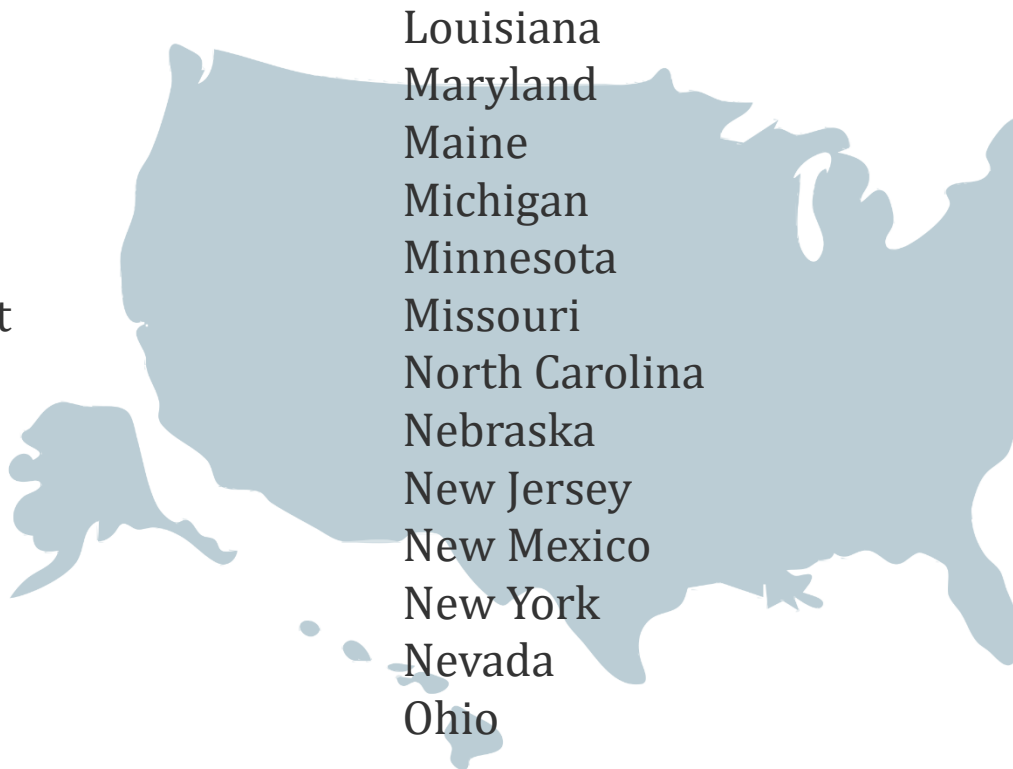 Louisiana
Maryland
Maine
Michigan
Minnesota
t
Missouri
North Carolina
Nebraska
New Jersey
New Mexico
New York
Nevada
Ohio